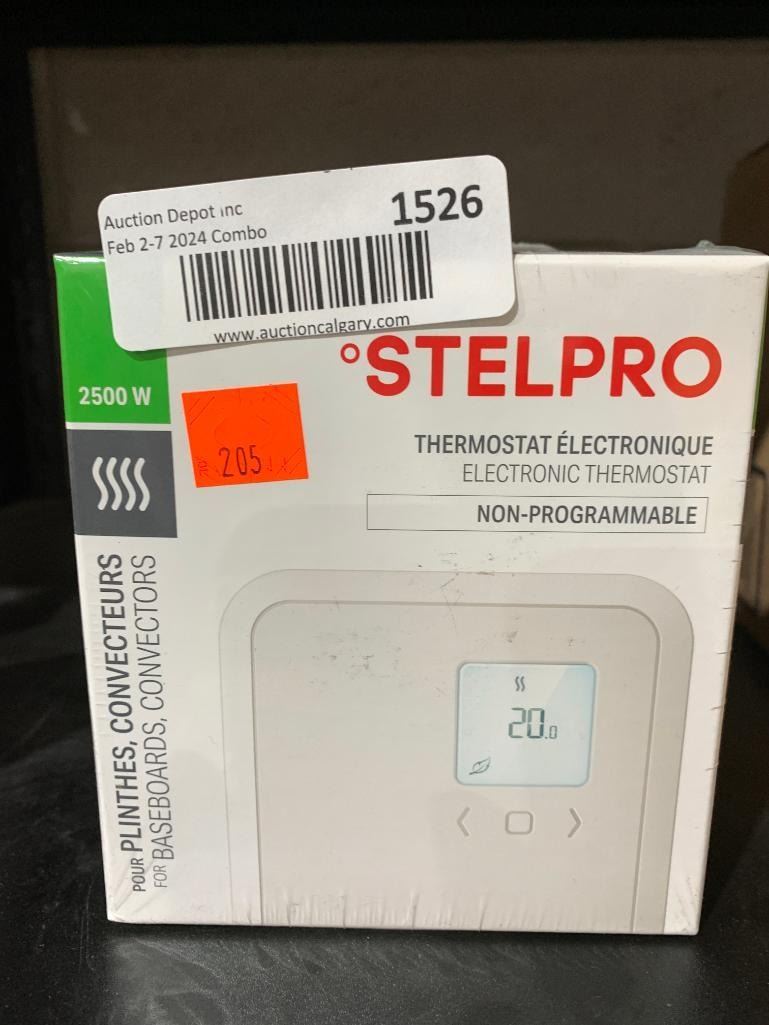 Auction Depot inc
1526
Feb 2-7 2024 Combo
www.auctioncalgary.com
2500 W
205
°STELPRO
THERMOSTAT ÉLECTRONIQUE
ELECTRONIC THERMOSTAT
NON-PROGRAMMABLE
POUR PLINTHES, CONVECTEURS
FOR BASEBOARDS, CONVECTORS
20.0